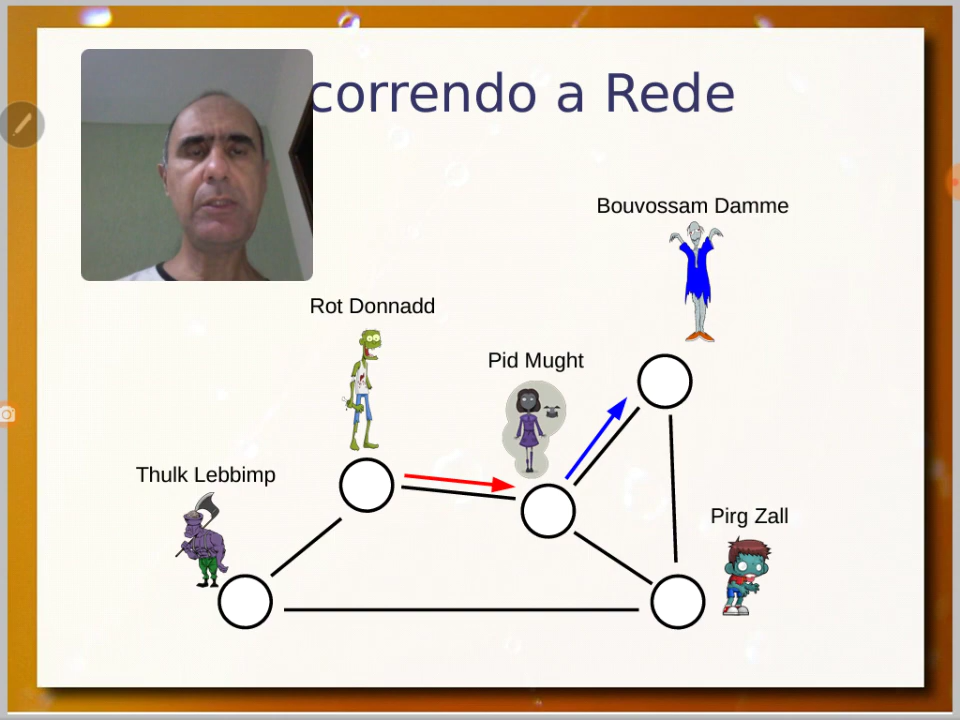 correndo a Rede
Bouvossam Damme
Rot Donnadd
Pid Mught
Thulk Lebbimp
Pirg Zall